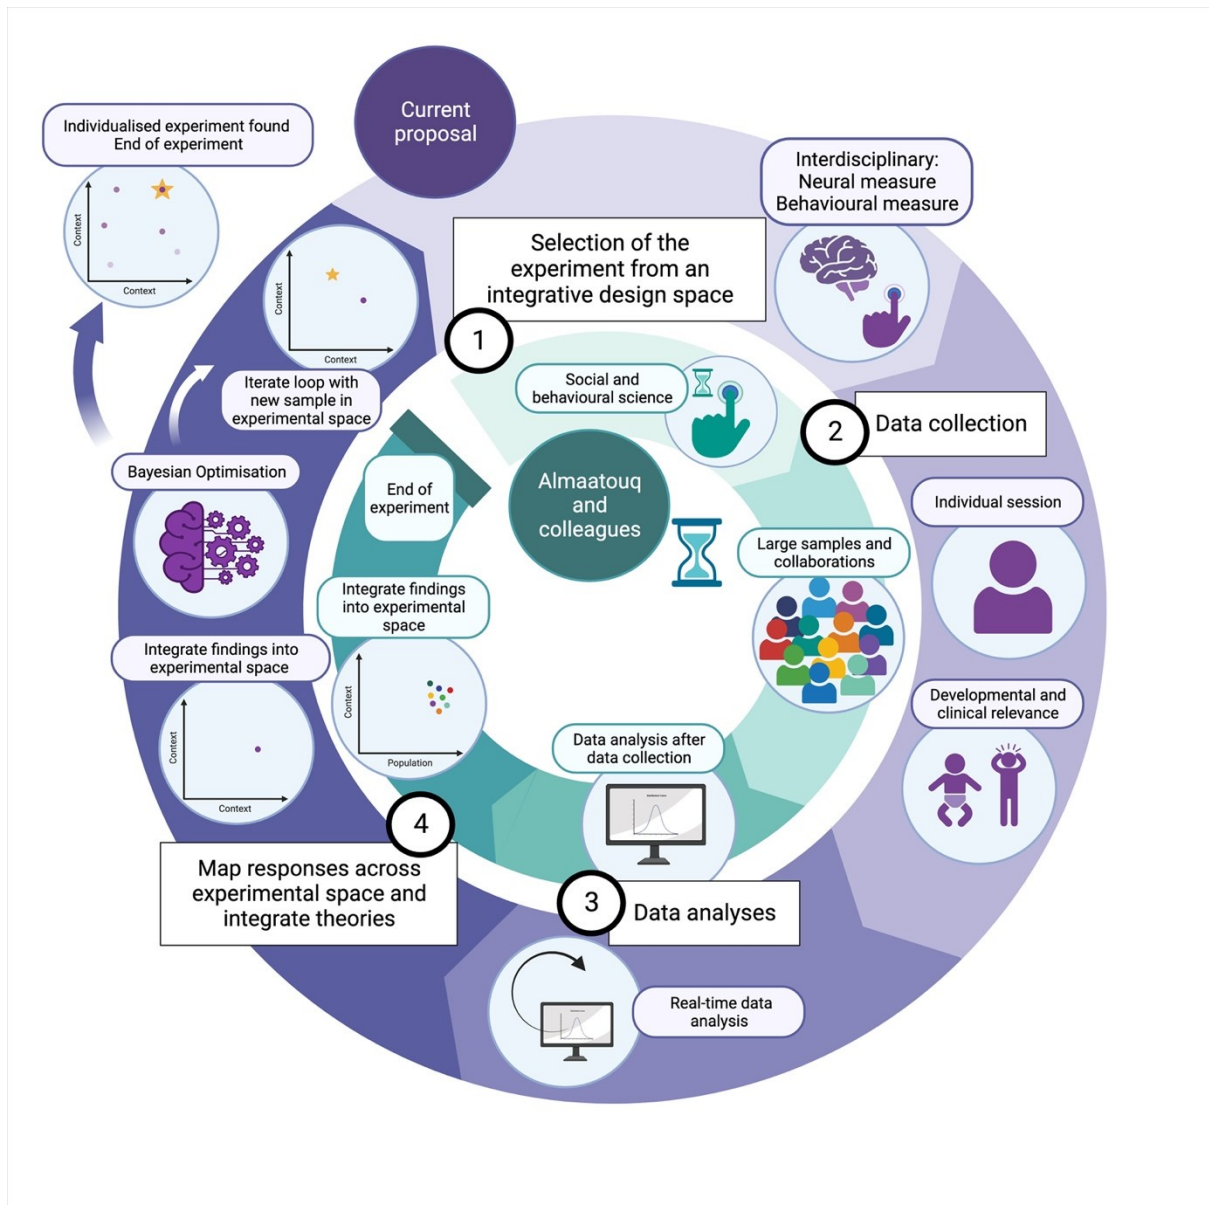 Current
proposal
Individualised experiment found
End of experiment
Context
Context
Context
Context
Iterate loop with
new sample in
experimental space
Interdisciplinary:
Neural measure
Behavioural measure
Selection of the
experiment from an
integrative design space
1
Social and
behavioural science
2
Data collection
Almaatouq
and
colleagues
End of
experiment
Bayesian Optimisation
Individual session
Large samples and
collaborations
Integrate findings
into experimental
space
Context
Population
Integrate findings into
experimental space
Context
Context
Developmental and
clinical relevance
Data analysis after
data collection
4
Map responses across
experimental space and
integrate theories
3
Data analyses
Real-time data
analysis